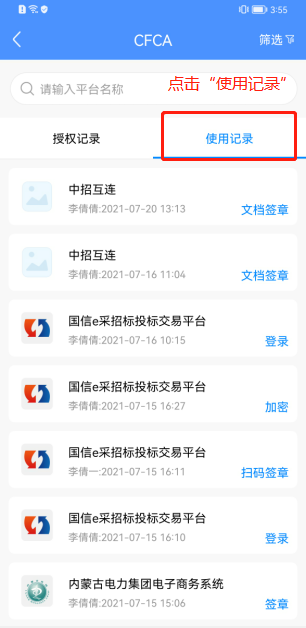 3:55
CFCA
筛选
请输入平台名称
点击“使用记录”
授权记录
使用记录
中招互连
李倩倩:2021-07-20 13:13
文档签章
中招互连
李倩倩:2021-07-16 11:04
文档签章
国信e采招标投标交易平台
李倩倩:2021-07-16 10:15
登录
国信e采招标投标交易平台
李倩倩:2021-07-15 16:27
加密
国信e采招标投标交易平台
李倩一:2021-07-15 16:11
扫码签章
国信e采招标投标交易平台
李倩倩:2021-07-15 16:10
登录
内蒙古电力集团电子商务系统
李倩倩:2021-07-15 15:06
签章